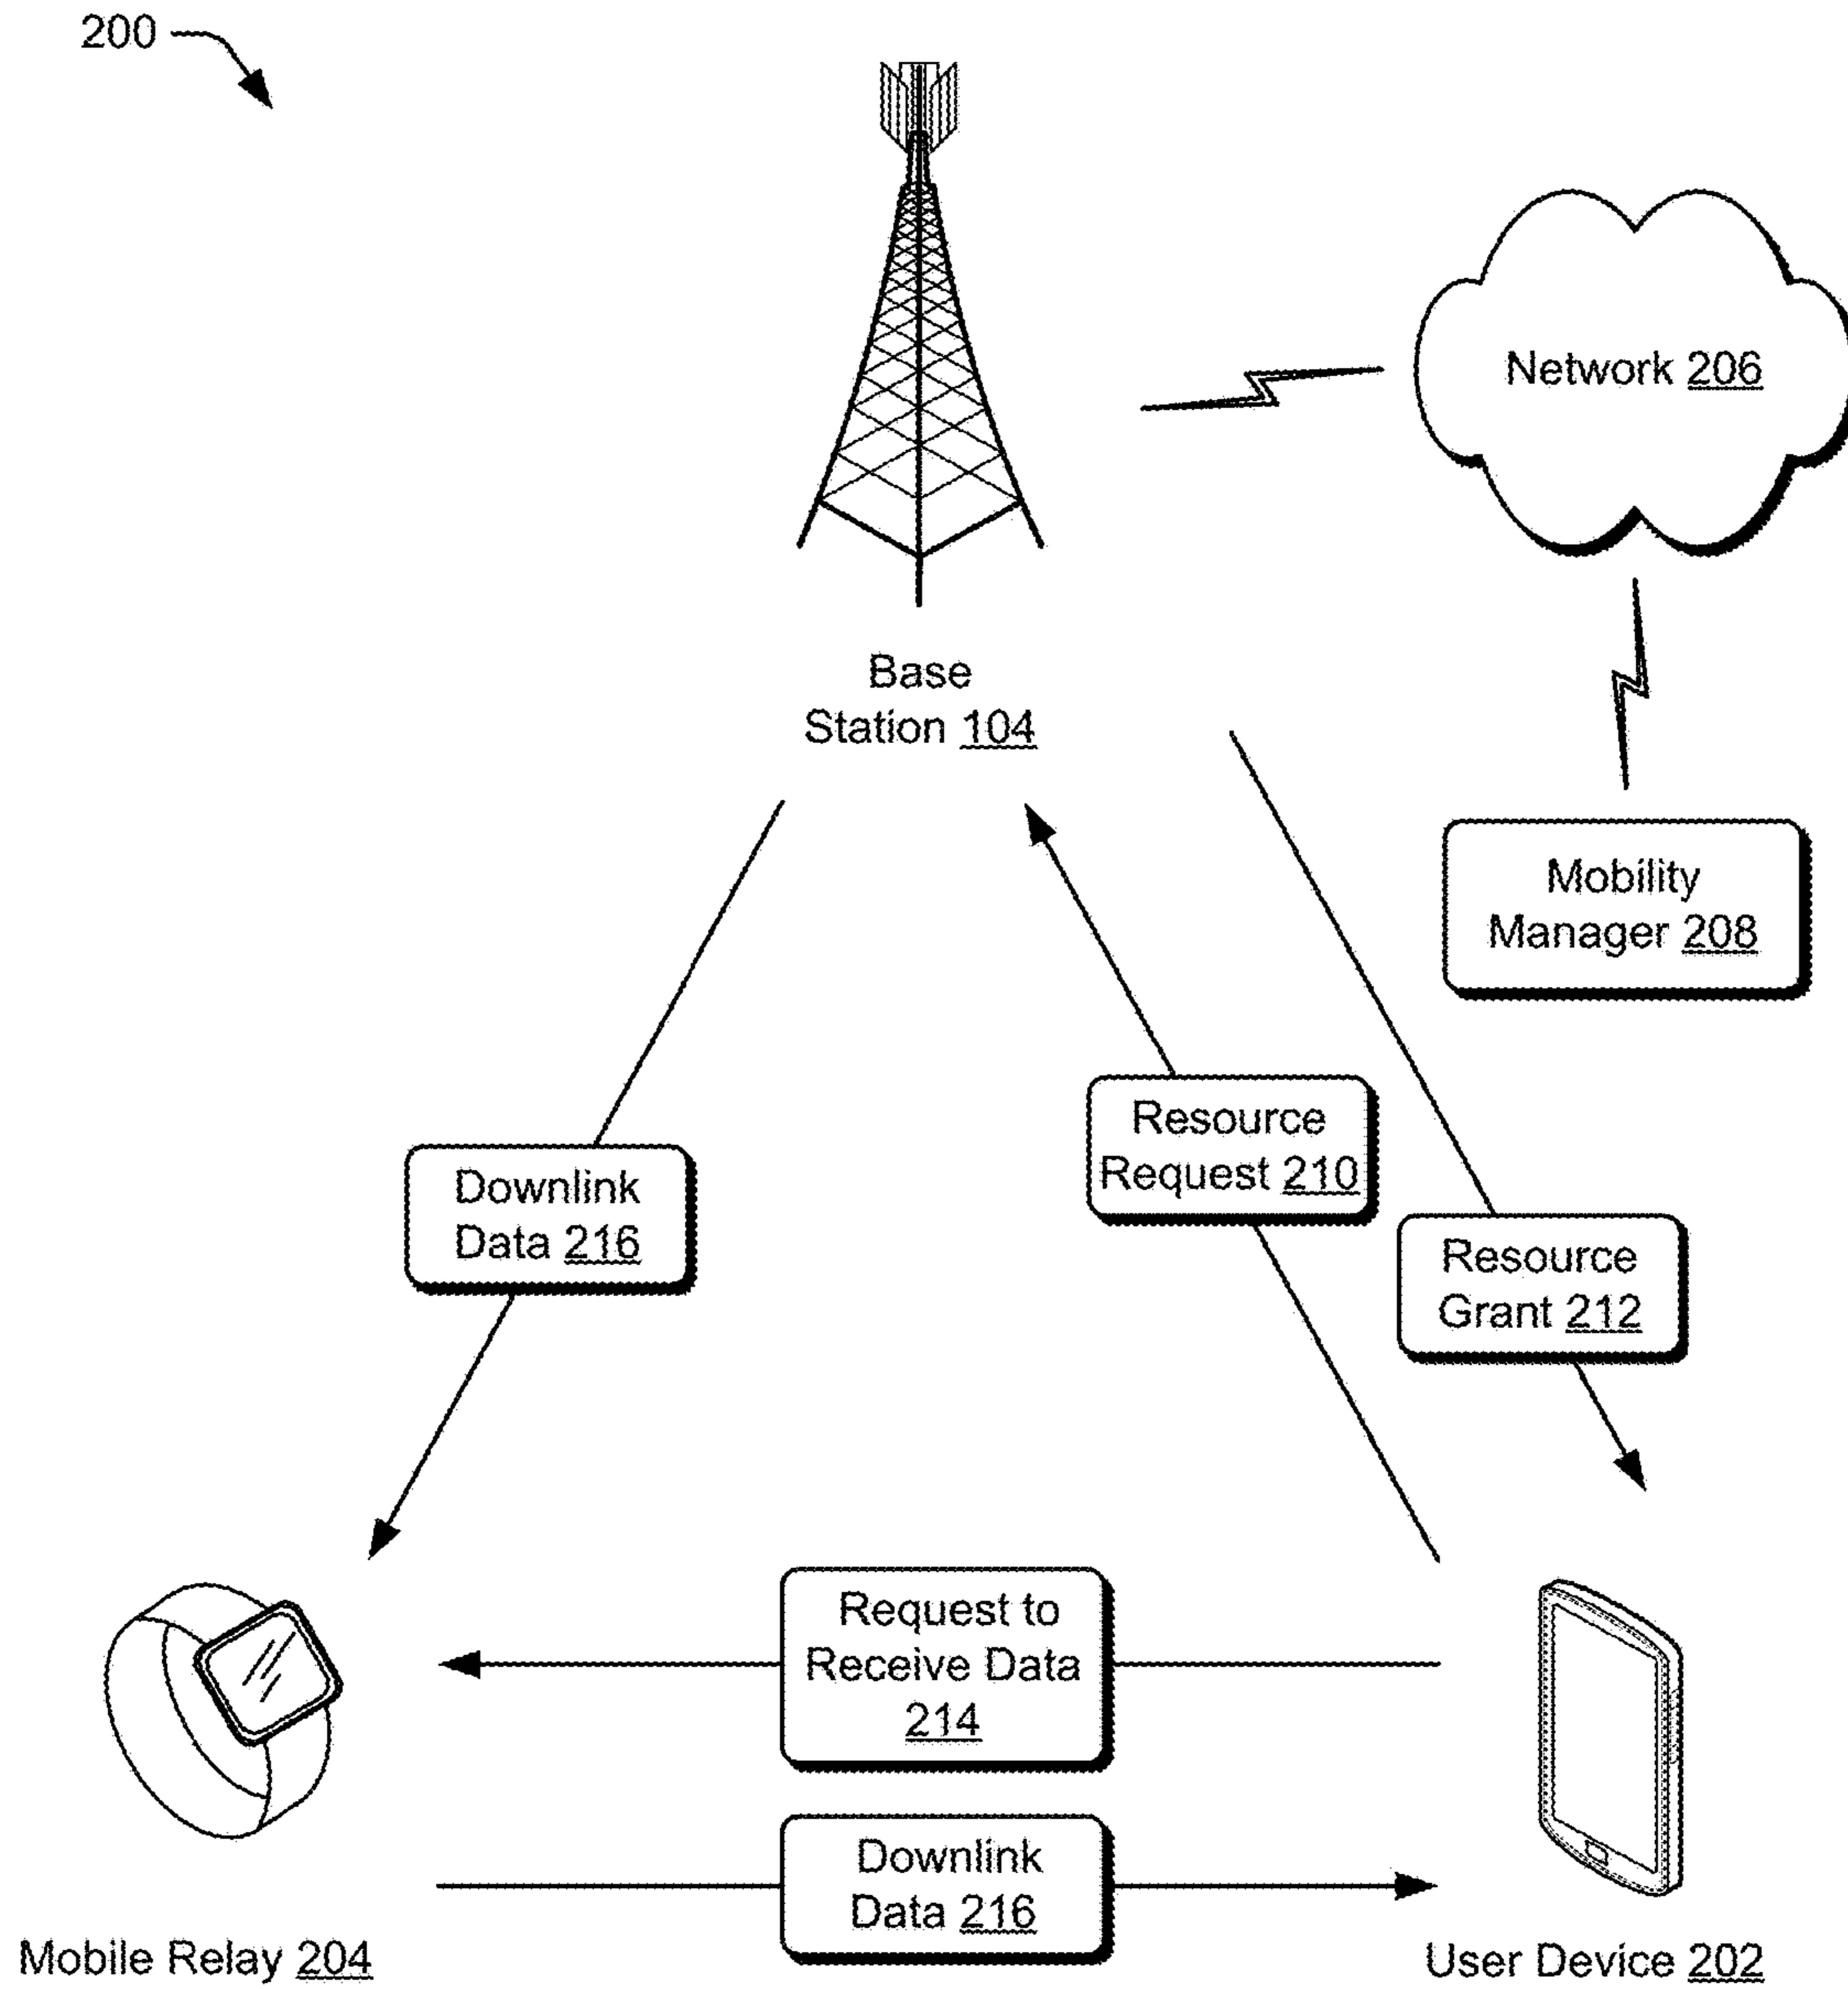 200
Network 206
Base
Station 104
Mobility
Manager 208
Resource
Request 210
Downlink
Data 216
Resource
Grant 212
Request to
Receive Data
214
Downlink
Data 216
Mobile Relay 204
User Device 202